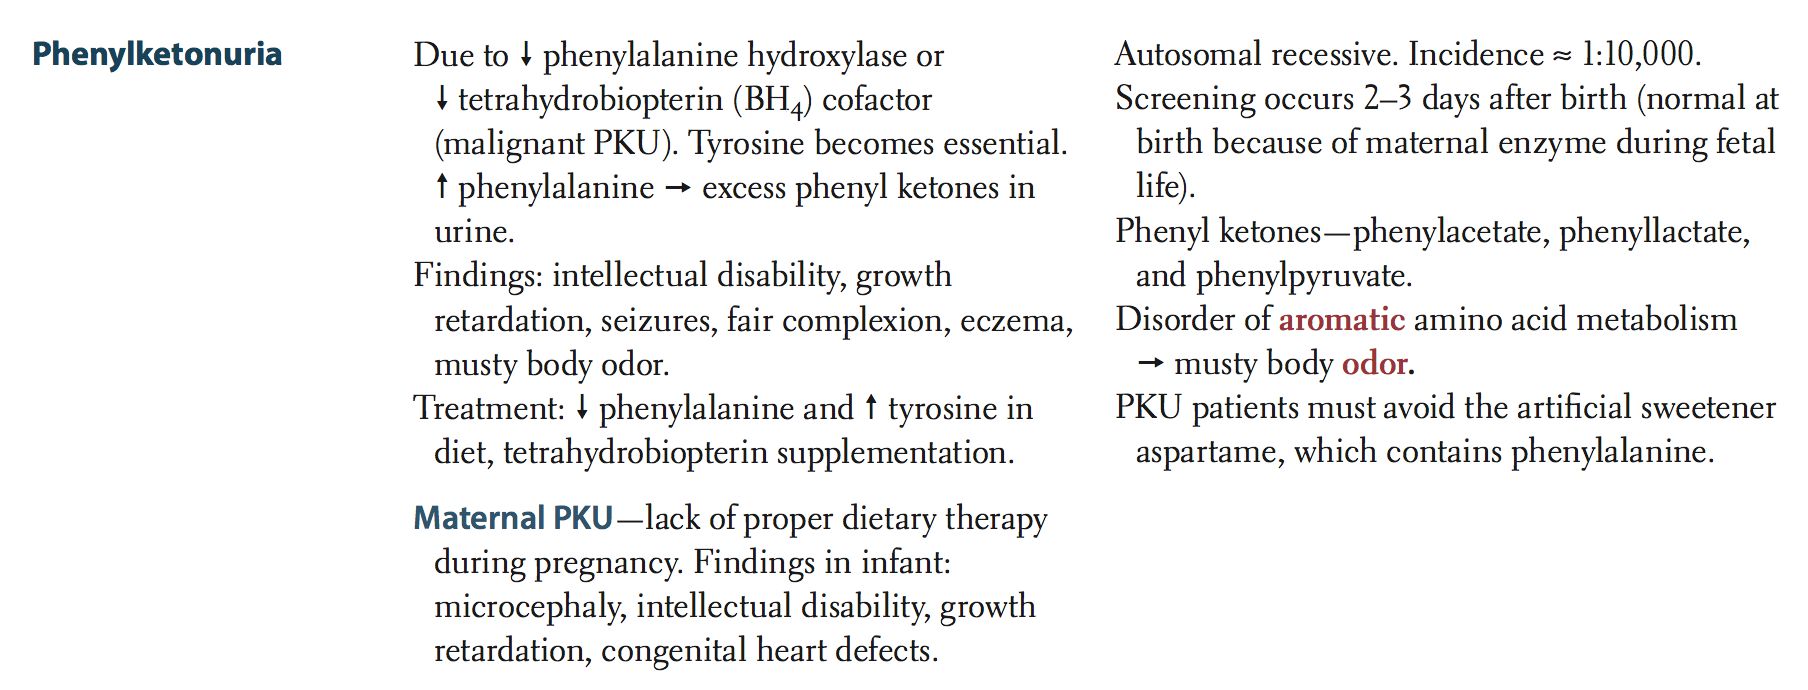 Phenylketonuria
Due to ↓ phenylalanine hydroxylase or
↓ tetrahydrobiopterin (BH₄) cofactor
(malignant PKU). Tyrosine becomes essential.
↑ phenylalanine → excess phenyl ketones in
urine.
Findings: intellectual disability, growth
retardation, seizures, fair complexion, eczema,
musty body odor.
Treatment: ↓ phenylalanine and ↑ tyrosine in
diet, tetrahydrobiopterin supplementation.
Maternal PKU—lack of proper dietary therapy
during pregnancy. Findings in infant:
microcephaly, intellectual disability, growth
retardation, congenital heart defects.
Autosomal recessive. Incidence ≈ 1:10,000.
Screening occurs 2–3 days after birth (normal at
birth because of maternal enzyme during fetal
life).
Phenyl ketones—phenylacetate, phenyllactate,
and phenylpyruvate.
Disorder of aromatic amino acid metabolism
→ musty body odor.
PKU patients must avoid the artificial sweetener
aspartame, which contains phenylalanine.